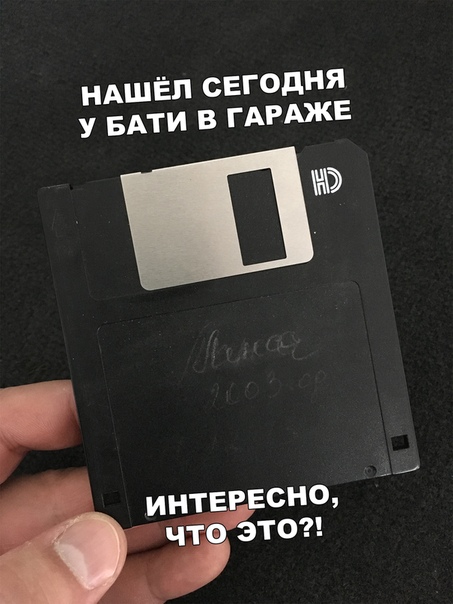 НАШЁЛ СЕГОДНЯ
У БАТИ В ГАРАЖЕ
HD
ИНТЕРЕСНО,
ЧТО ЭТО?!